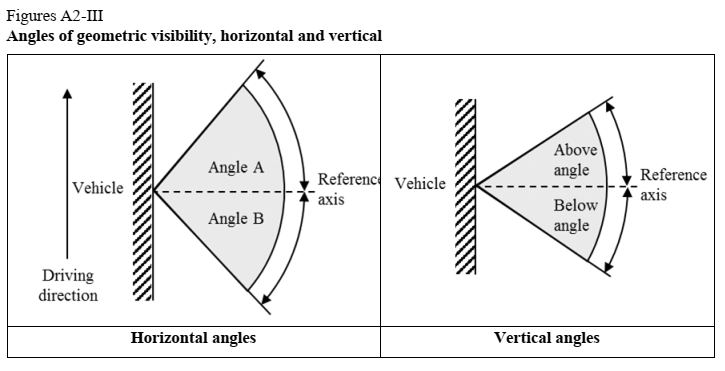 Figures A2-III
Angles of geometric visibility, horizontal and vertical
Angle A
Vehicle
Reference
axis
Angle B
Driving
direction
Above
angle
Vehicle
Reference
axis
Below
angle
Horizontal angles
Vertical angles